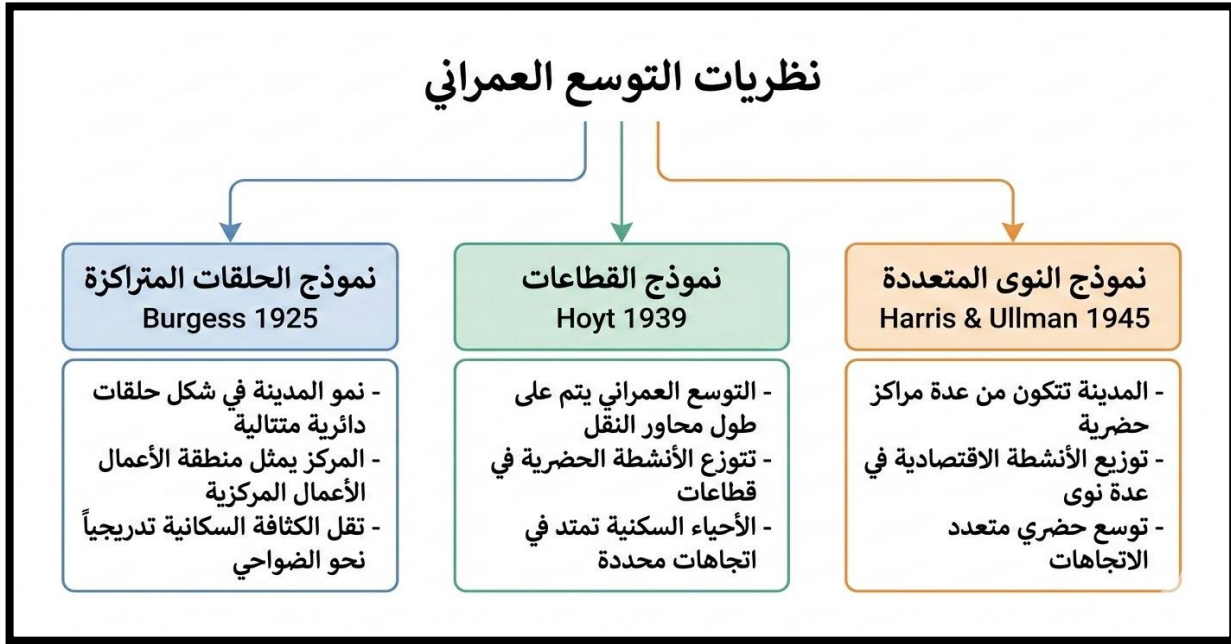 نظريات التوسع العمراني
نموذج النوى المتعددة
Harris & Ullman 1945
- المدينة تتكون من عدة مراكز
حضرية
- توزيع الأنشطة الاقتصادية في
عدة نوى
- توسع حضري متعدد
الاتجاهات
نموذج القطاعات
Hoyt 1939
- التوسع العمراني يتم على
طول محاور النقل
- تتوزع الأنشطة الحضرية في
قطاعات
- الأحياء السكنية تمتد في
اتجاهات محددة
نموذج الحلقات المتراكزة
Burgess 1925
- نمو المدينة في شكل حلقات
دائرية متتالية
- المركز يمثل منطقة الأعمال
الأعمال المركزية
- تقل الكثافة السكانية تدريجياً
نحو الضواحي